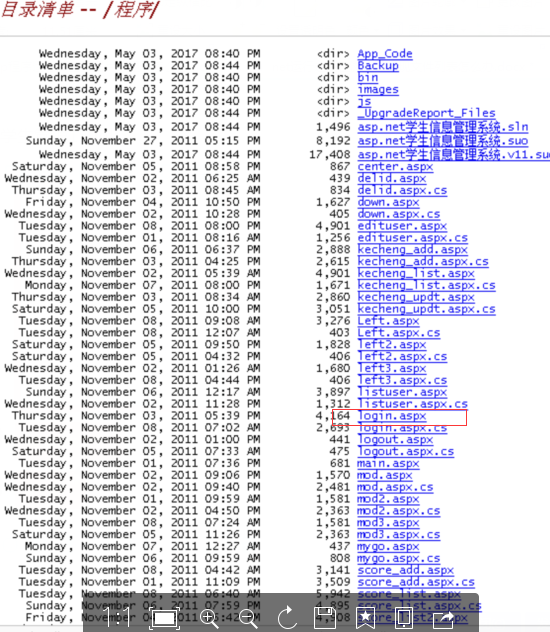 目录清单 -- /程序/
Wednesday, May 03, 2017 08:40 PM <dir> App_Code
Wednesday, May 03, 2017 08:44 PM <dir> Backup
Wednesday, May 03, 2017 08:40 PM <dir> bin
Wednesday, May 03, 2017 08:40 PM <dir> images
Wednesday, May 03, 2017 08:40 PM <dir> js
Wednesday, May 03, 2017 08:44 PM <dir> _UpgradeReport_Files
Wednesday, May 03, 2017 08:44 PM 1,496 asp.net学生信息管理系统.sln
Sunday, November 27, 2011 05:15 PM 8,192 asp.net学生信息管理系统.suo
Wednesday, May 03, 2017 08:44 PM 17,408 asp.net学生信息管理系统.v11.suo
Saturday, November 05, 2011 08:58 PM 867 center.aspx
Wednesday, November 02, 2011 06:25 AM 439 delid.aspx
Thursday, November 03, 2011 08:45 AM 834 delid.aspx.cs
Friday, November 04, 2011 10:50 PM 1,627 down.aspx
Wednesday, November 02, 2011 10:28 PM 405 down.aspx.cs
Tuesday, November 08, 2011 08:00 PM 4,901 edituser.aspx
Tuesday, November 01, 2011 08:16 AM 1,256 edituser.aspx.cs
Sunday, November 06, 2011 06:37 PM 2,888 kecheng_add.aspx
Thursday, November 03, 2011 04:25 PM 2,615 kecheng_add.aspx.cs
Wednesday, November 02, 2011 05:39 PM 4,901 kecheng_list.aspx
Monday, November 07, 2011 08:00 PM 1,671 kecheng_list.aspx.cs
Thursday, November 03, 2011 08:34 AM 2,860 kecheng_updt.aspx
Saturday, November 05, 2011 10:00 PM 3,051 kecheng_updt.aspx.cs
Tuesday, November 08, 2011 09:08 AM 3,276 Left.aspx
Tuesday, November 08, 2011 12:07 AM 403 Left.aspx.cs
Saturday, November 05, 2011 09:50 PM 1,828 left2.aspx
Saturday, November 05, 2011 04:32 PM 406 left2.aspx.cs
Wednesday, November 02, 2011 01:26 AM 1,680 left3.aspx
Tuesday, November 08, 2011 04:44 PM 406 left3.aspx.cs
Sunday, November 06, 2011 12:17 AM 3,897 listuser.aspx
Wednesday, November 02, 2011 11:28 PM 1,312 listuser.aspx.cs
Thursday, November 03, 2011 05:39 PM 4,164 login.aspx
Tuesday, November 08, 2011 07:02 AM 2,693 login.aspx.cs
Wednesday, November 02, 2011 01:00 PM 441 logout.aspx
Saturday, November 05, 2011 07:33 AM 475 logout.aspx.cs
Tuesday, November 01, 2011 07:36 PM 681 main.aspx
Wednesday, November 02, 2011 09:06 PM 1,570 mod.aspx
Wednesday, November 02, 2011 09:40 PM 2,481 mod.aspx.cs
Tuesday, November 01, 2011 09:59 AM 1,581 mod2.aspx
Wednesday, November 02, 2011 04:50 PM 2,363 mod2.aspx.cs
Tuesday, November 08, 2011 07:24 AM 1,581 mod3.aspx
Saturday, November 05, 2011 11:26 PM 2,363 mod3.aspx.cs
Monday, November 07, 2011 12:27 AM 437 mygo.aspx
Sunday, November 06, 2011 09:59 AM 808 mygo.aspx.cs
Tuesday, November 08, 2011 04:42 AM 3,141 score_add.aspx
Tuesday, November 01, 2011 11:09 PM 3,509 score_add.aspx.cs
Tuesday, November 08, 2011 06:40 AM 5,942 score_list.aspx
Sunday, November 06, 2011 07:59 PM
Friday, November 04, 4,908